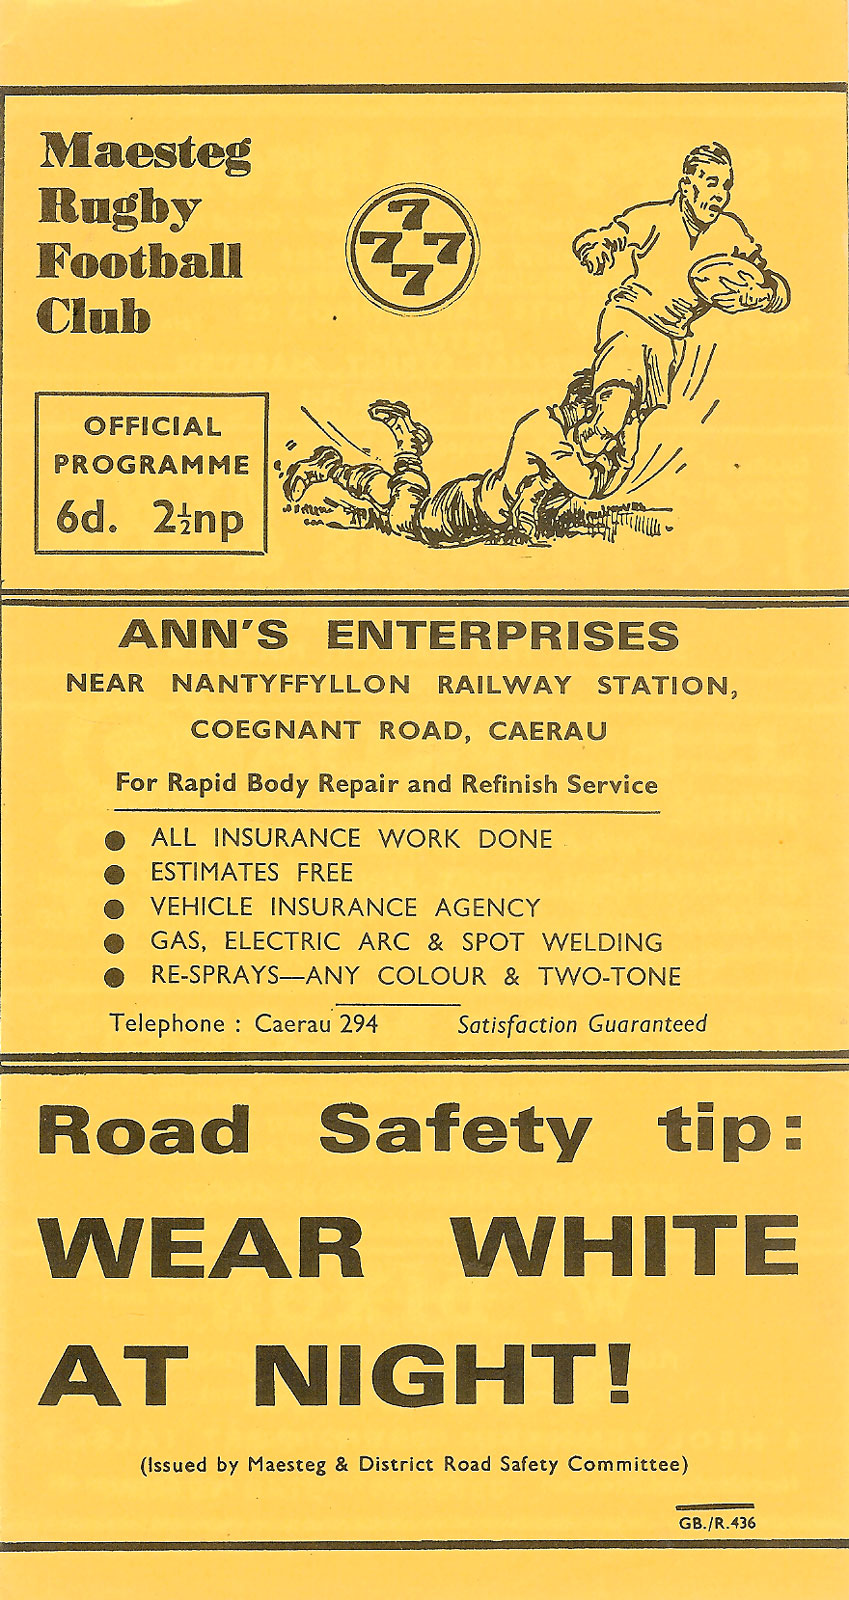 Maesteg
Rugby
Football
Club
7
7 7
7
OFFICIAL
PROGRAMME
6d. 2½np
ANN'S ENTERPRISES
NEAR NANTYFFYLLON RAILWAY STATION,
COEGNANT ROAD, CAERAU
For Rapid Body Repair and Refinish Service
● ALL INSURANCE WORK DONE
● ESTIMATES FREE
● VEHICLE INSURANCE AGENCY
● GAS, ELECTRIC ARC & SPOT WELDING
● RE-SPRAYS—ANY COLOUR & TWO-TONE
Telephone : Caerau 294 Satisfaction Guaranteed
Road Safety tip:
WEAR WHITE
AT NIGHT!
(Issued by Maesteg & District Road Safety Committee)
GB./R.436